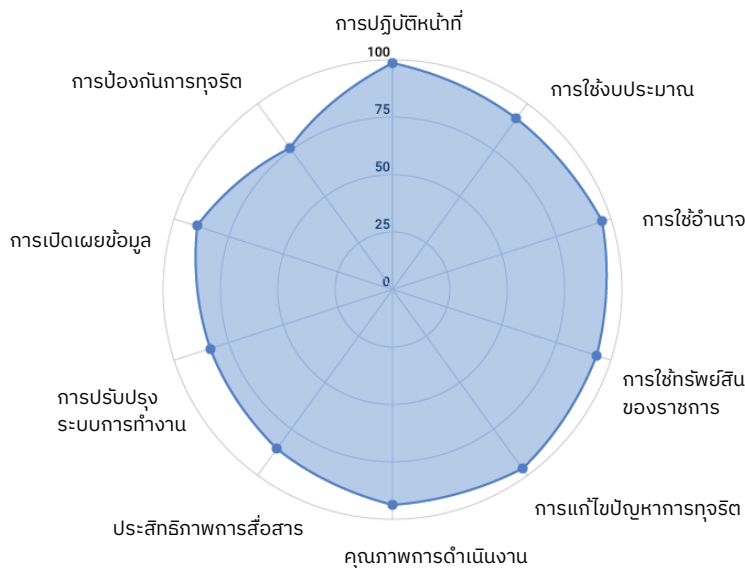 การปฏิบัติหน้าที่
100
การป้องกันการทุจริต
การใช้งบประมาณ
75
50
การใช้อำนาจ
25
การเปิดเผยข้อมูล
0
การใช้ทรัพย์สิน
ของราชการ
การปรับปรุง
ระบบการทำงาน
การแก้ไขปัญหาการทุจริต
ประสิทธิภาพการสื่อสาร
คุณภาพการดำเนินงาน